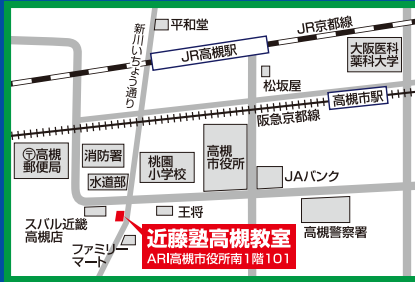 平和堂
JR京都線
新川いちょう通り
JR高槻駅
大阪医科
薬科大学
松坂屋
高槻市駅
阪急京都線
〒高槻
郵便局
消防署
水道部
桃園
小学校
高槻
市役所
JAバンク
スバル近畿
高槻店
王将
ファミリー
マート
高槻警察署
近藤塾高槻教室
ARI高槻市役所南1階101